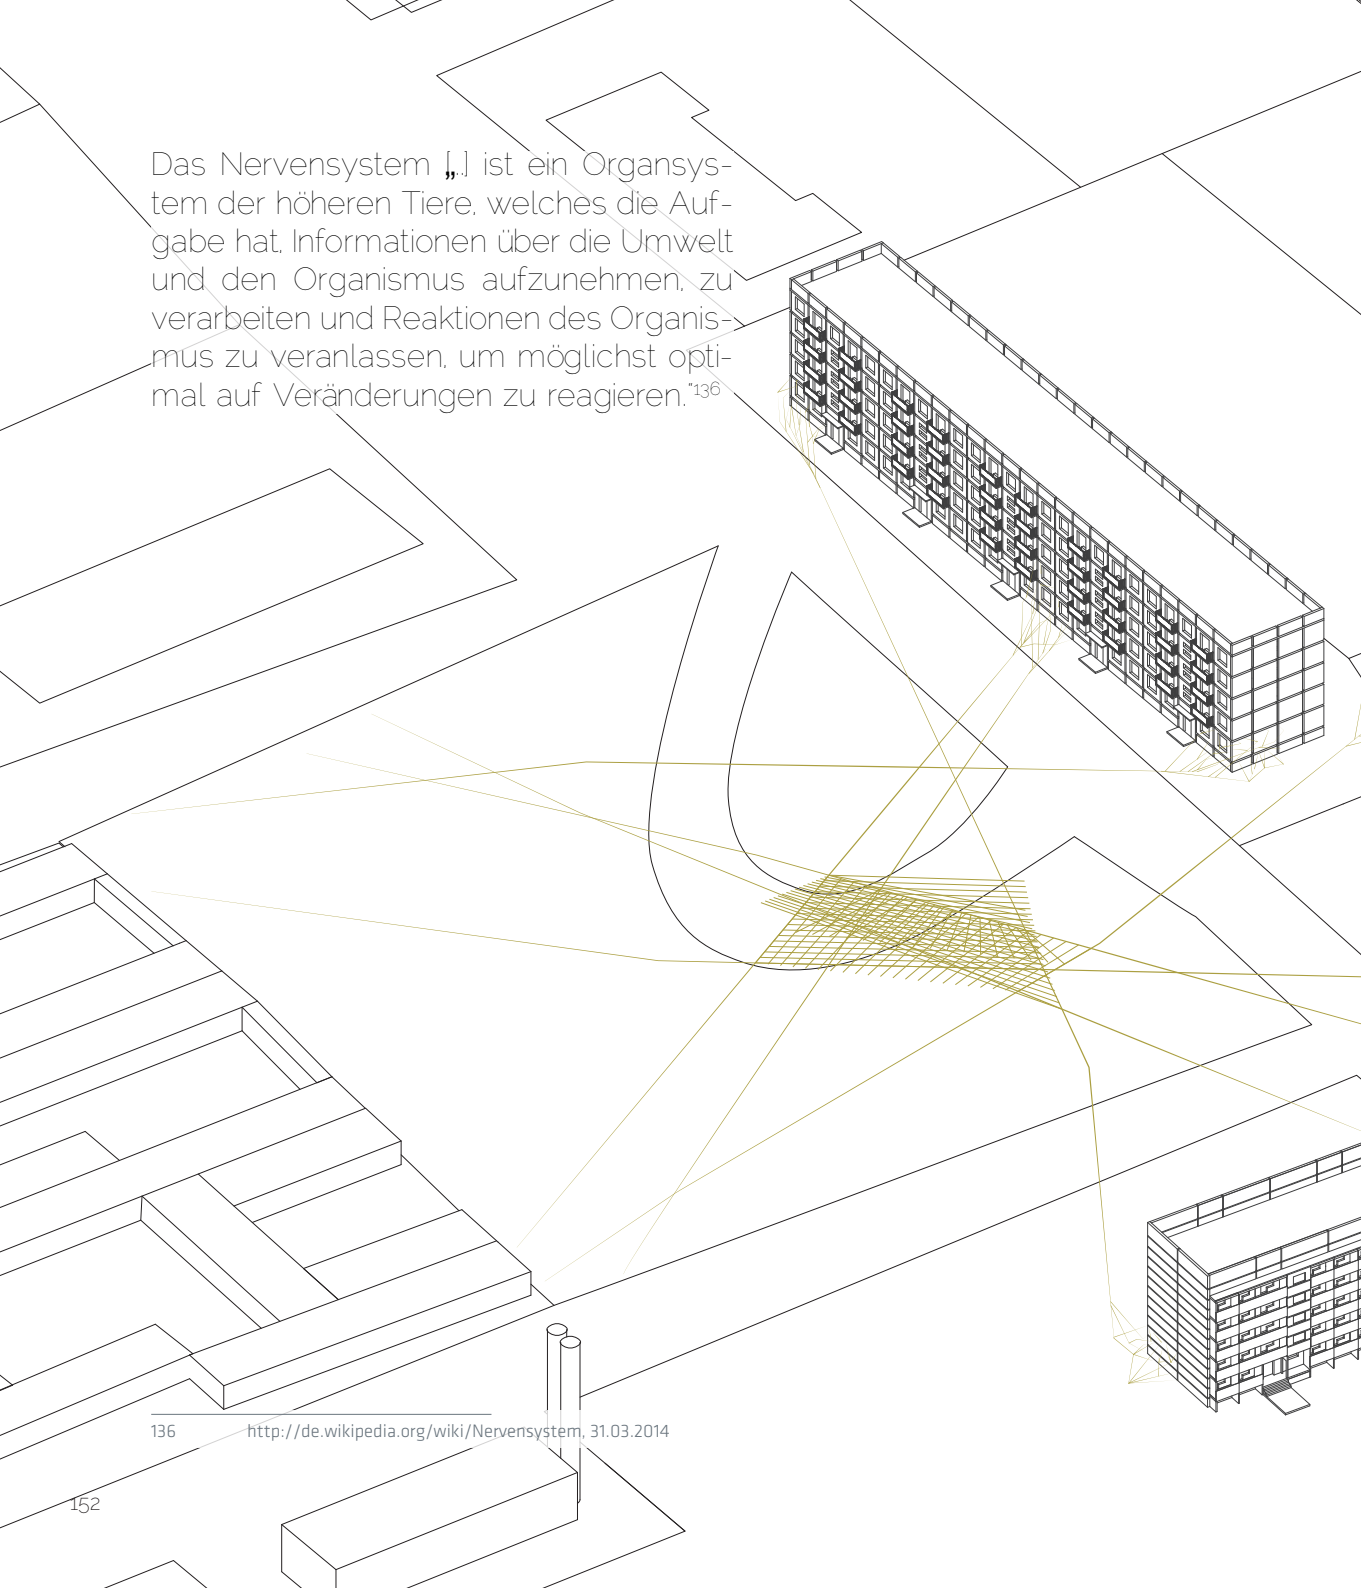 Das Nervensystem „[...] ist ein Organsys-
tem der höheren Tiere, welches die Auf-
gabe hat, Informationen über die Umwelt
und den Organismus aufzunehmen, zu
verarbeiten und Reaktionen des Organis-
mus zu veranlassen, um möglichst opti-
mal auf Veränderungen zu reagieren."136
136 http://de.wikipedia.org/wiki/Nervensystem, 31.03.2014
152